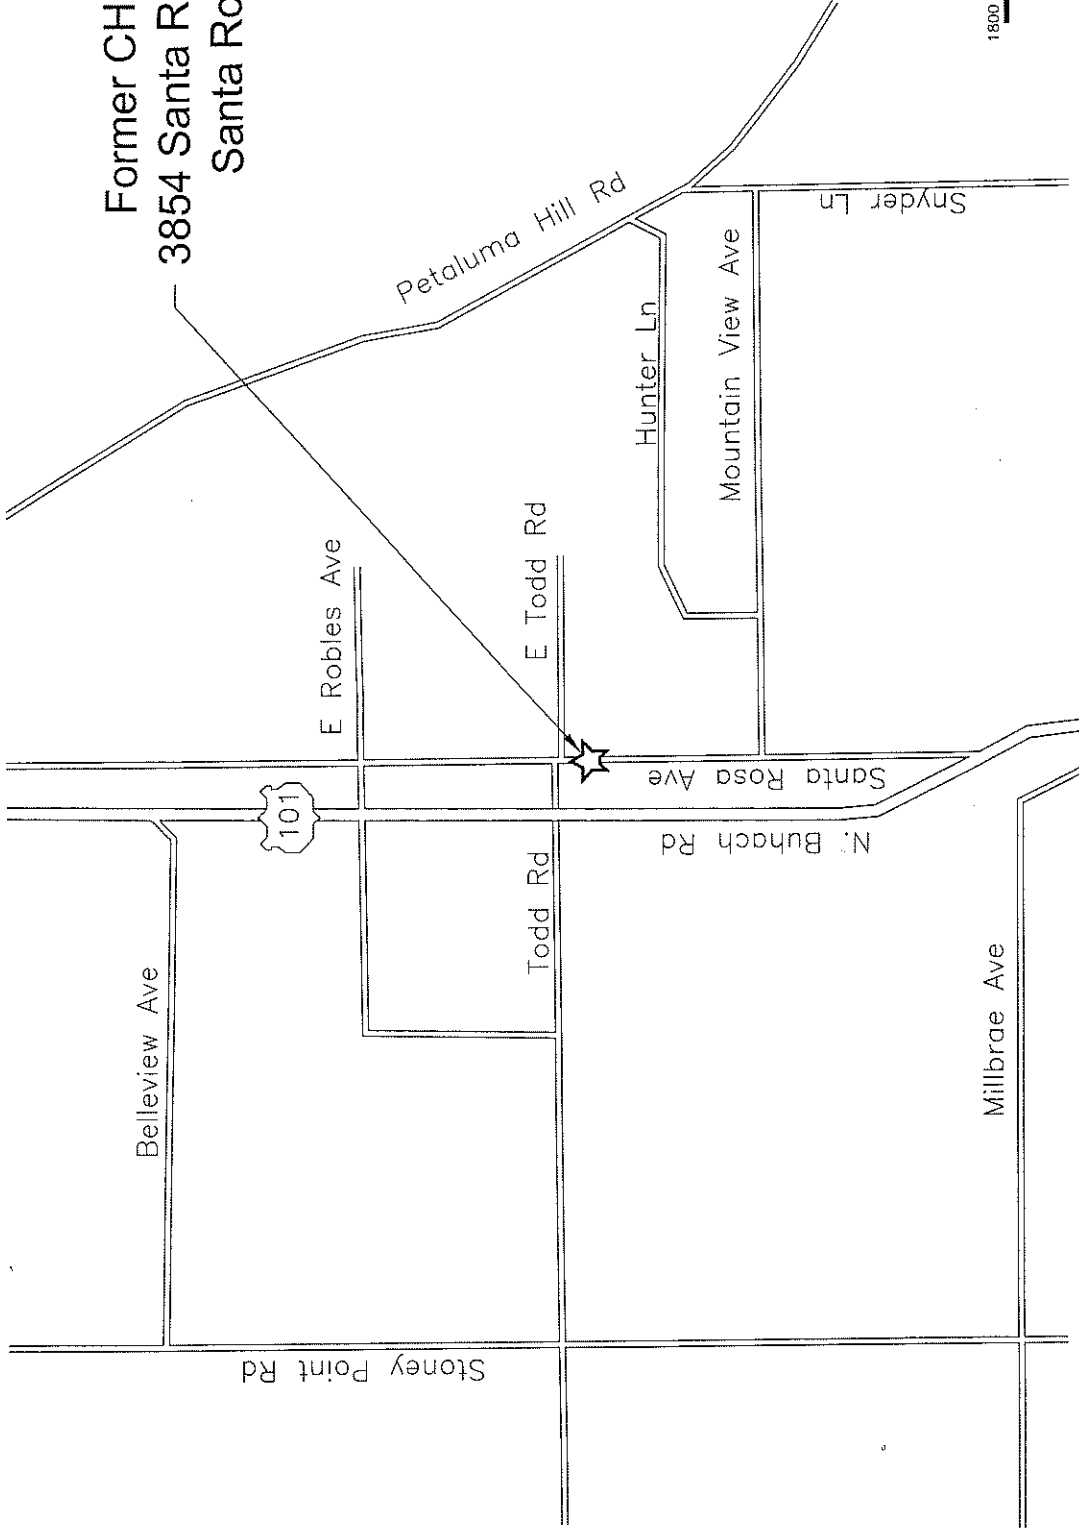 Former CH
3854 Santa R
Santa Ro
1800
Petaluma Hill Rd
Snyder Ln
Hunter Ln
Mountain View Ave
E Robles Ave
E Todd Rd
Santa Rosa Ave
101
N. Buhach Rd
Todd Rd
Belleview Ave
Millbrae Ave
Stoney Point Rd